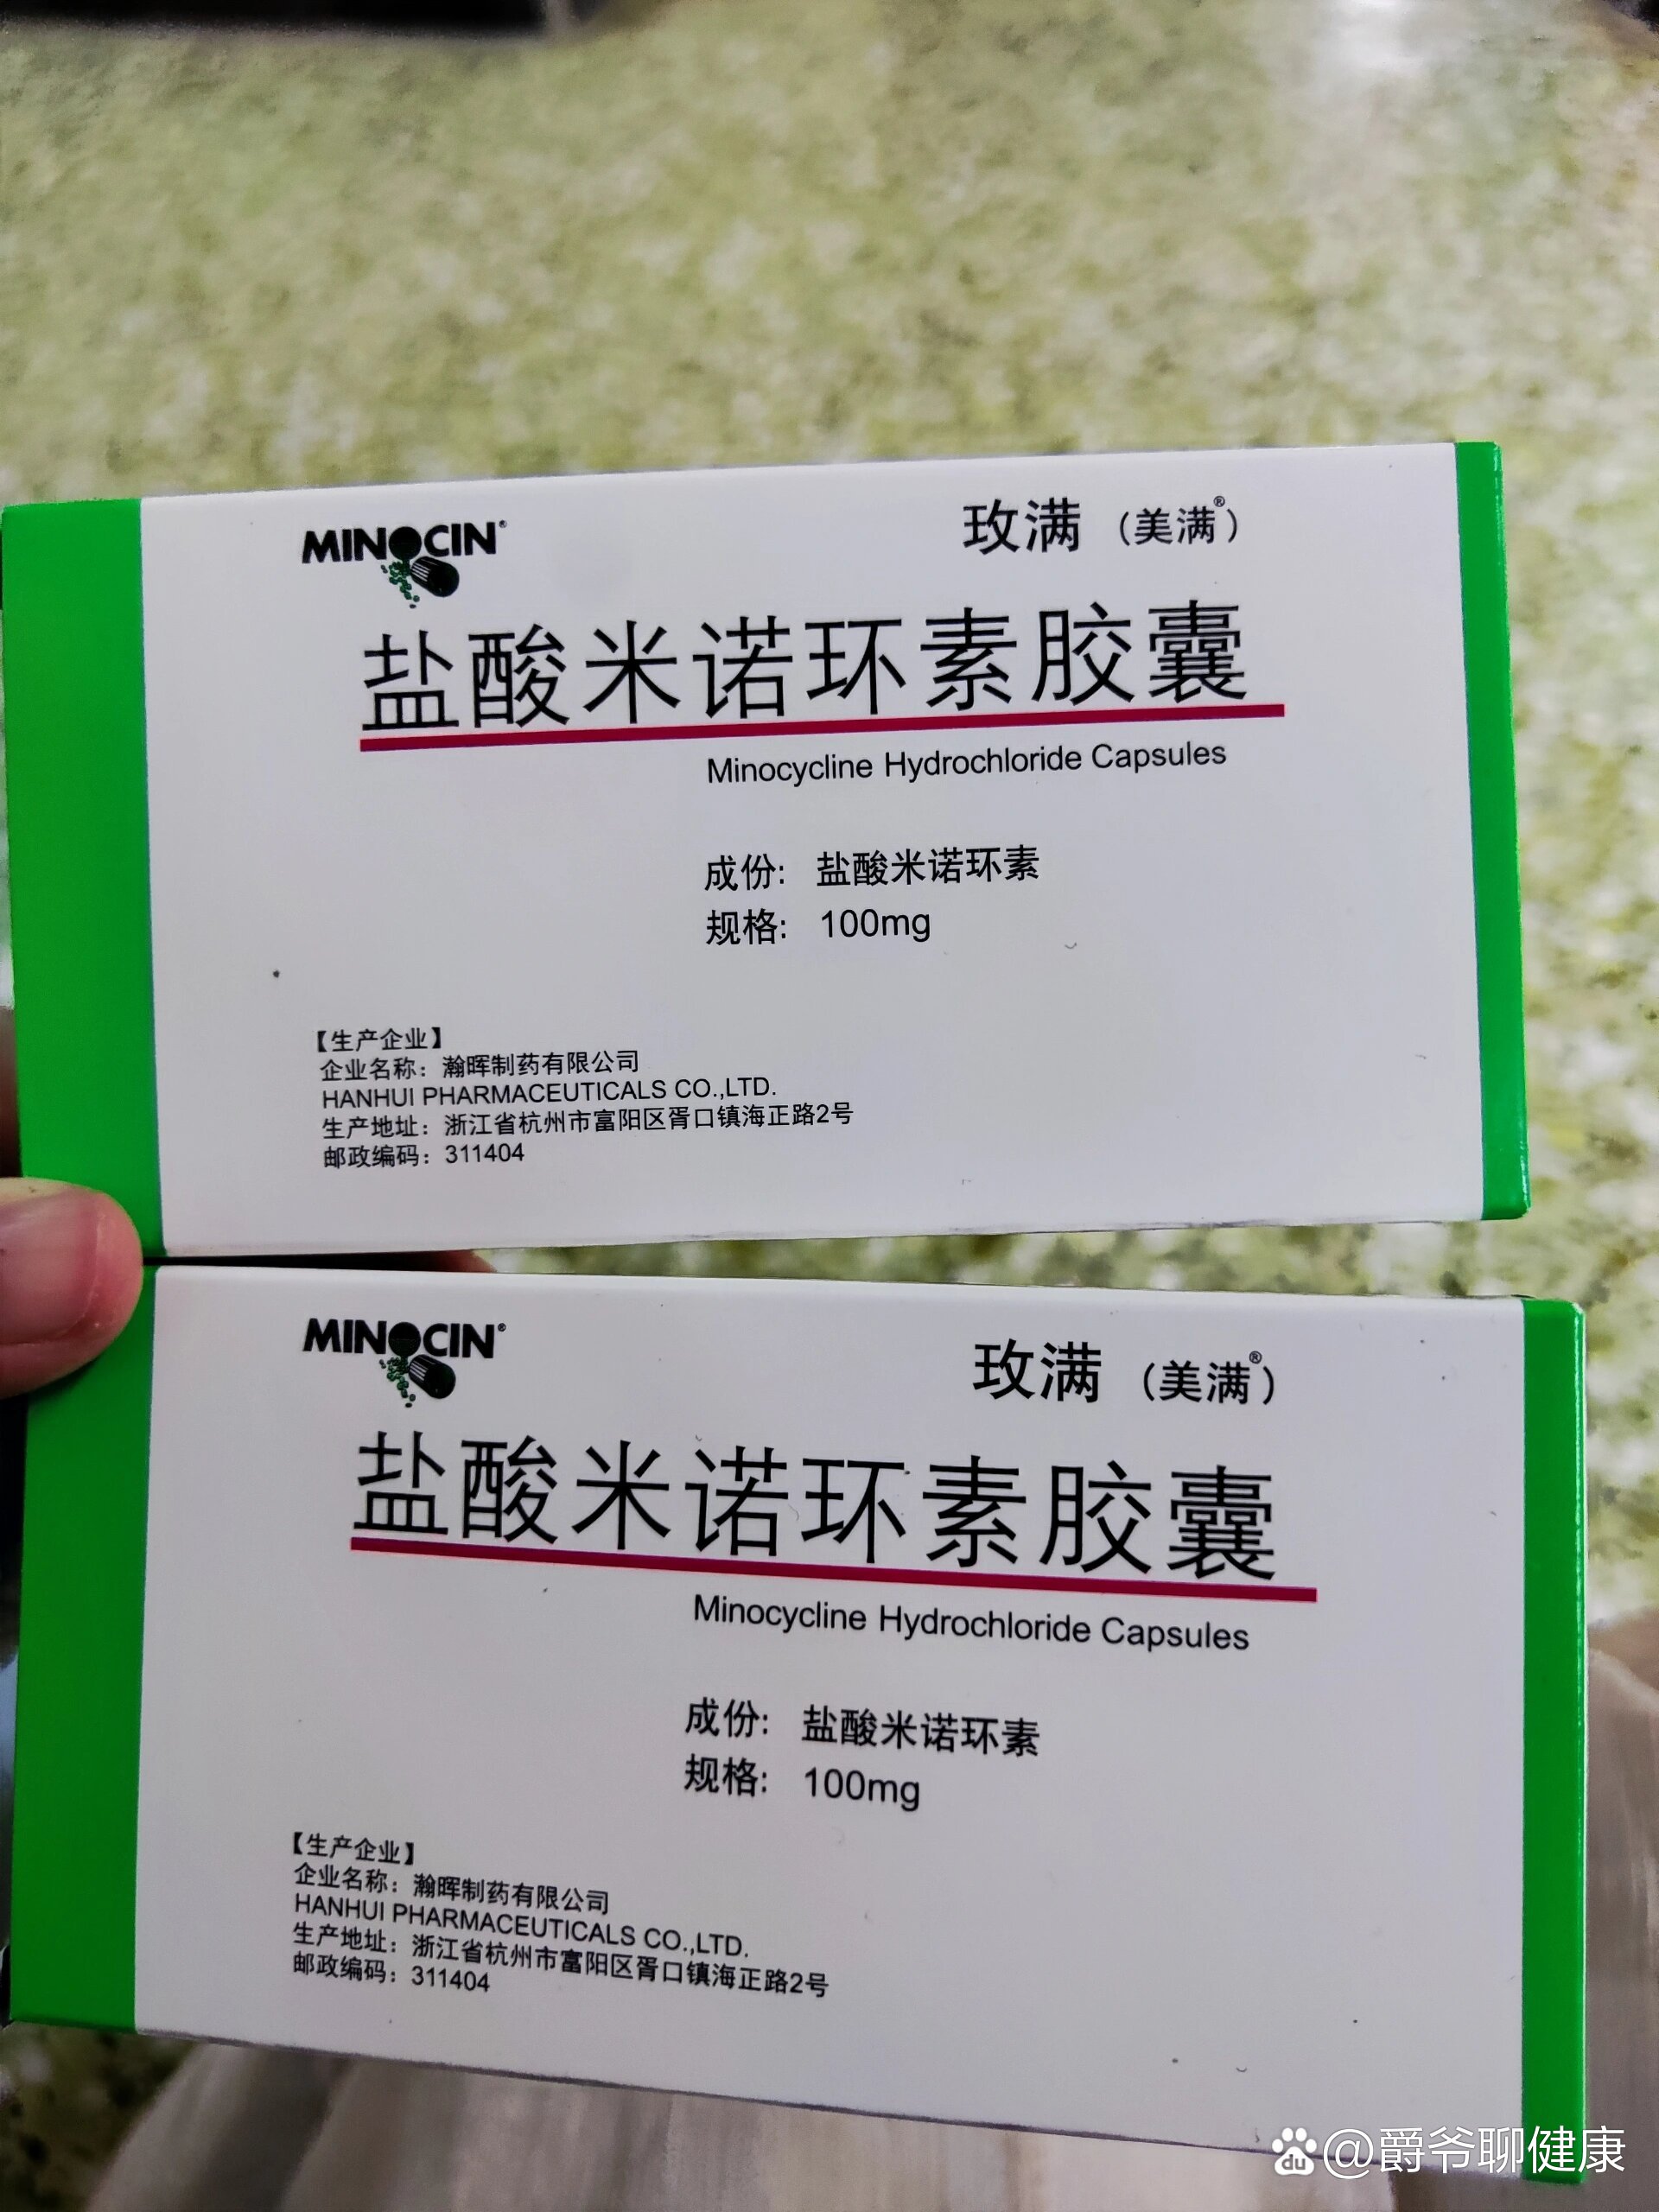 MINOCIN®
玫满（美满®）
盐酸米诺环素胶囊
Minocycline Hydrochloride Capsules
成份: 盐酸米诺环素
规格: 100mg
【生产企业】
企业名称：瀚晖制药有限公司
HANHUI PHARMACEUTICALS CO.,LTD.
生产地址：浙江省杭州市富阳区胥口镇海正路2号
邮政编码：311404
MINOCIN®
玫满（美满®）
盐酸米诺环素胶囊
Minocycline Hydrochloride Capsules
成份: 盐酸米诺环素
规格: 100mg
【生产企业】
企业名称：瀚晖制药有限公司
HANHUI PHARMACEUTICALS CO.,LTD.
生产地址：浙江省杭州市富阳区胥口镇海正路2号
邮政编码：311404
du @爵爷聊健康